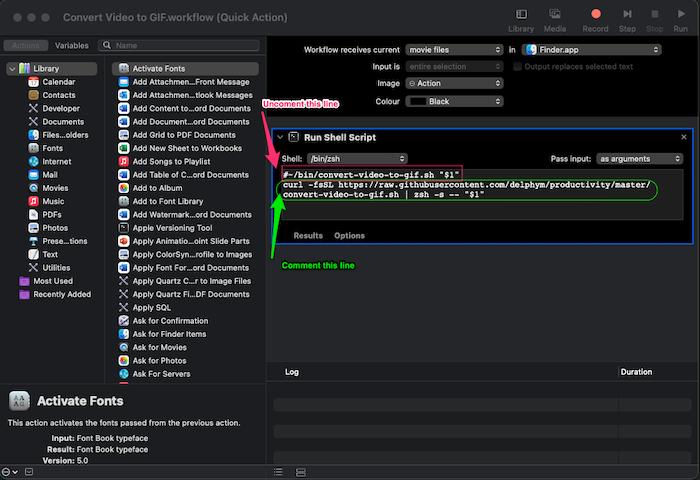 Convert Video to GIF.workflow (Quick Action)
Library
Media
Record
Step
Stop
Run
Actions
Variables
Name
Library
Calendar
Contacts
Developer
Documents
Files...olders
Fonts
Internet
Mail
Movies
Music
PDFs
Photos
Prese...tions
Text
Utilities
Most Used
Recently Added
Activate Fonts
Add Attachmen...Front Message
Add Attachmen...tlook Messages
Add Content to...ord Documents
Add Documents...ord Documents
Add Grid to PDF Documents
Add New Sheet to Workbooks
Add Songs to Playlist
Add Table of C...ord Documents
Add to Album
Add to Font Library
Add Watermark...ord Documents
Apple Versioning Tool
Apply Animatio...oint Slide Parts
Apply ColorSyn...rofile to Images
Apply Font For...ord Documents
Apply Quartz C...r to Image Files
Apply Quartz Fi...DF Documents
Apply SQL
Ask for Confirmation
Ask for Finder Items
Ask for Movies
Ask for Photos
Ask For Servers
Workflow receives current movie files in Finder.app
Input is entire selection Output replaces selected text
Image Action
Colour Black
Uncoment this line
Run Shell Script
Shell: /bin/zsh Pass input: as arguments
#~/bin/convert-video-to-gif.sh "$1"
curl -fsSL https://raw.githubusercontent.com/delphym/productivity/master/
convert-video-to-gif.sh | zsh -s -- "$1"
Results Options
Comment this line
Log Duration
Activate Fonts
This action activates the fonts passed from the previous action.
Input: Font Book typeface
Result: Font Book typeface
Version: 5.0